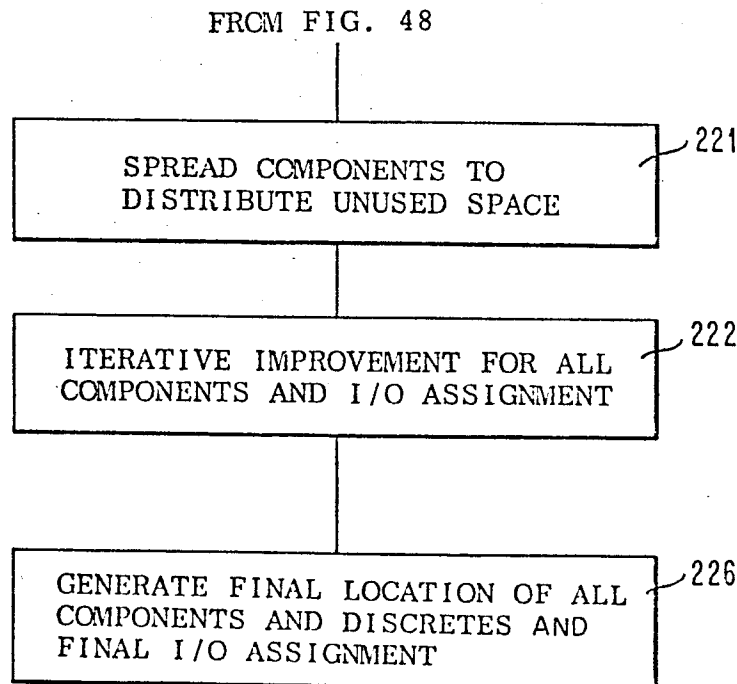 FROM FIG. 48
221
SPREAD COMPONENTS TO
DISTRIBUTE UNUSED SPACE
222
ITERATIVE IMPROVEMENT FOR ALL
COMPONENTS AND I/O ASSIGNMENT
226
GENERATE FINAL LOCATION OF ALL
COMPONENTS AND DISCRETES AND
FINAL I/O ASSIGNMENT